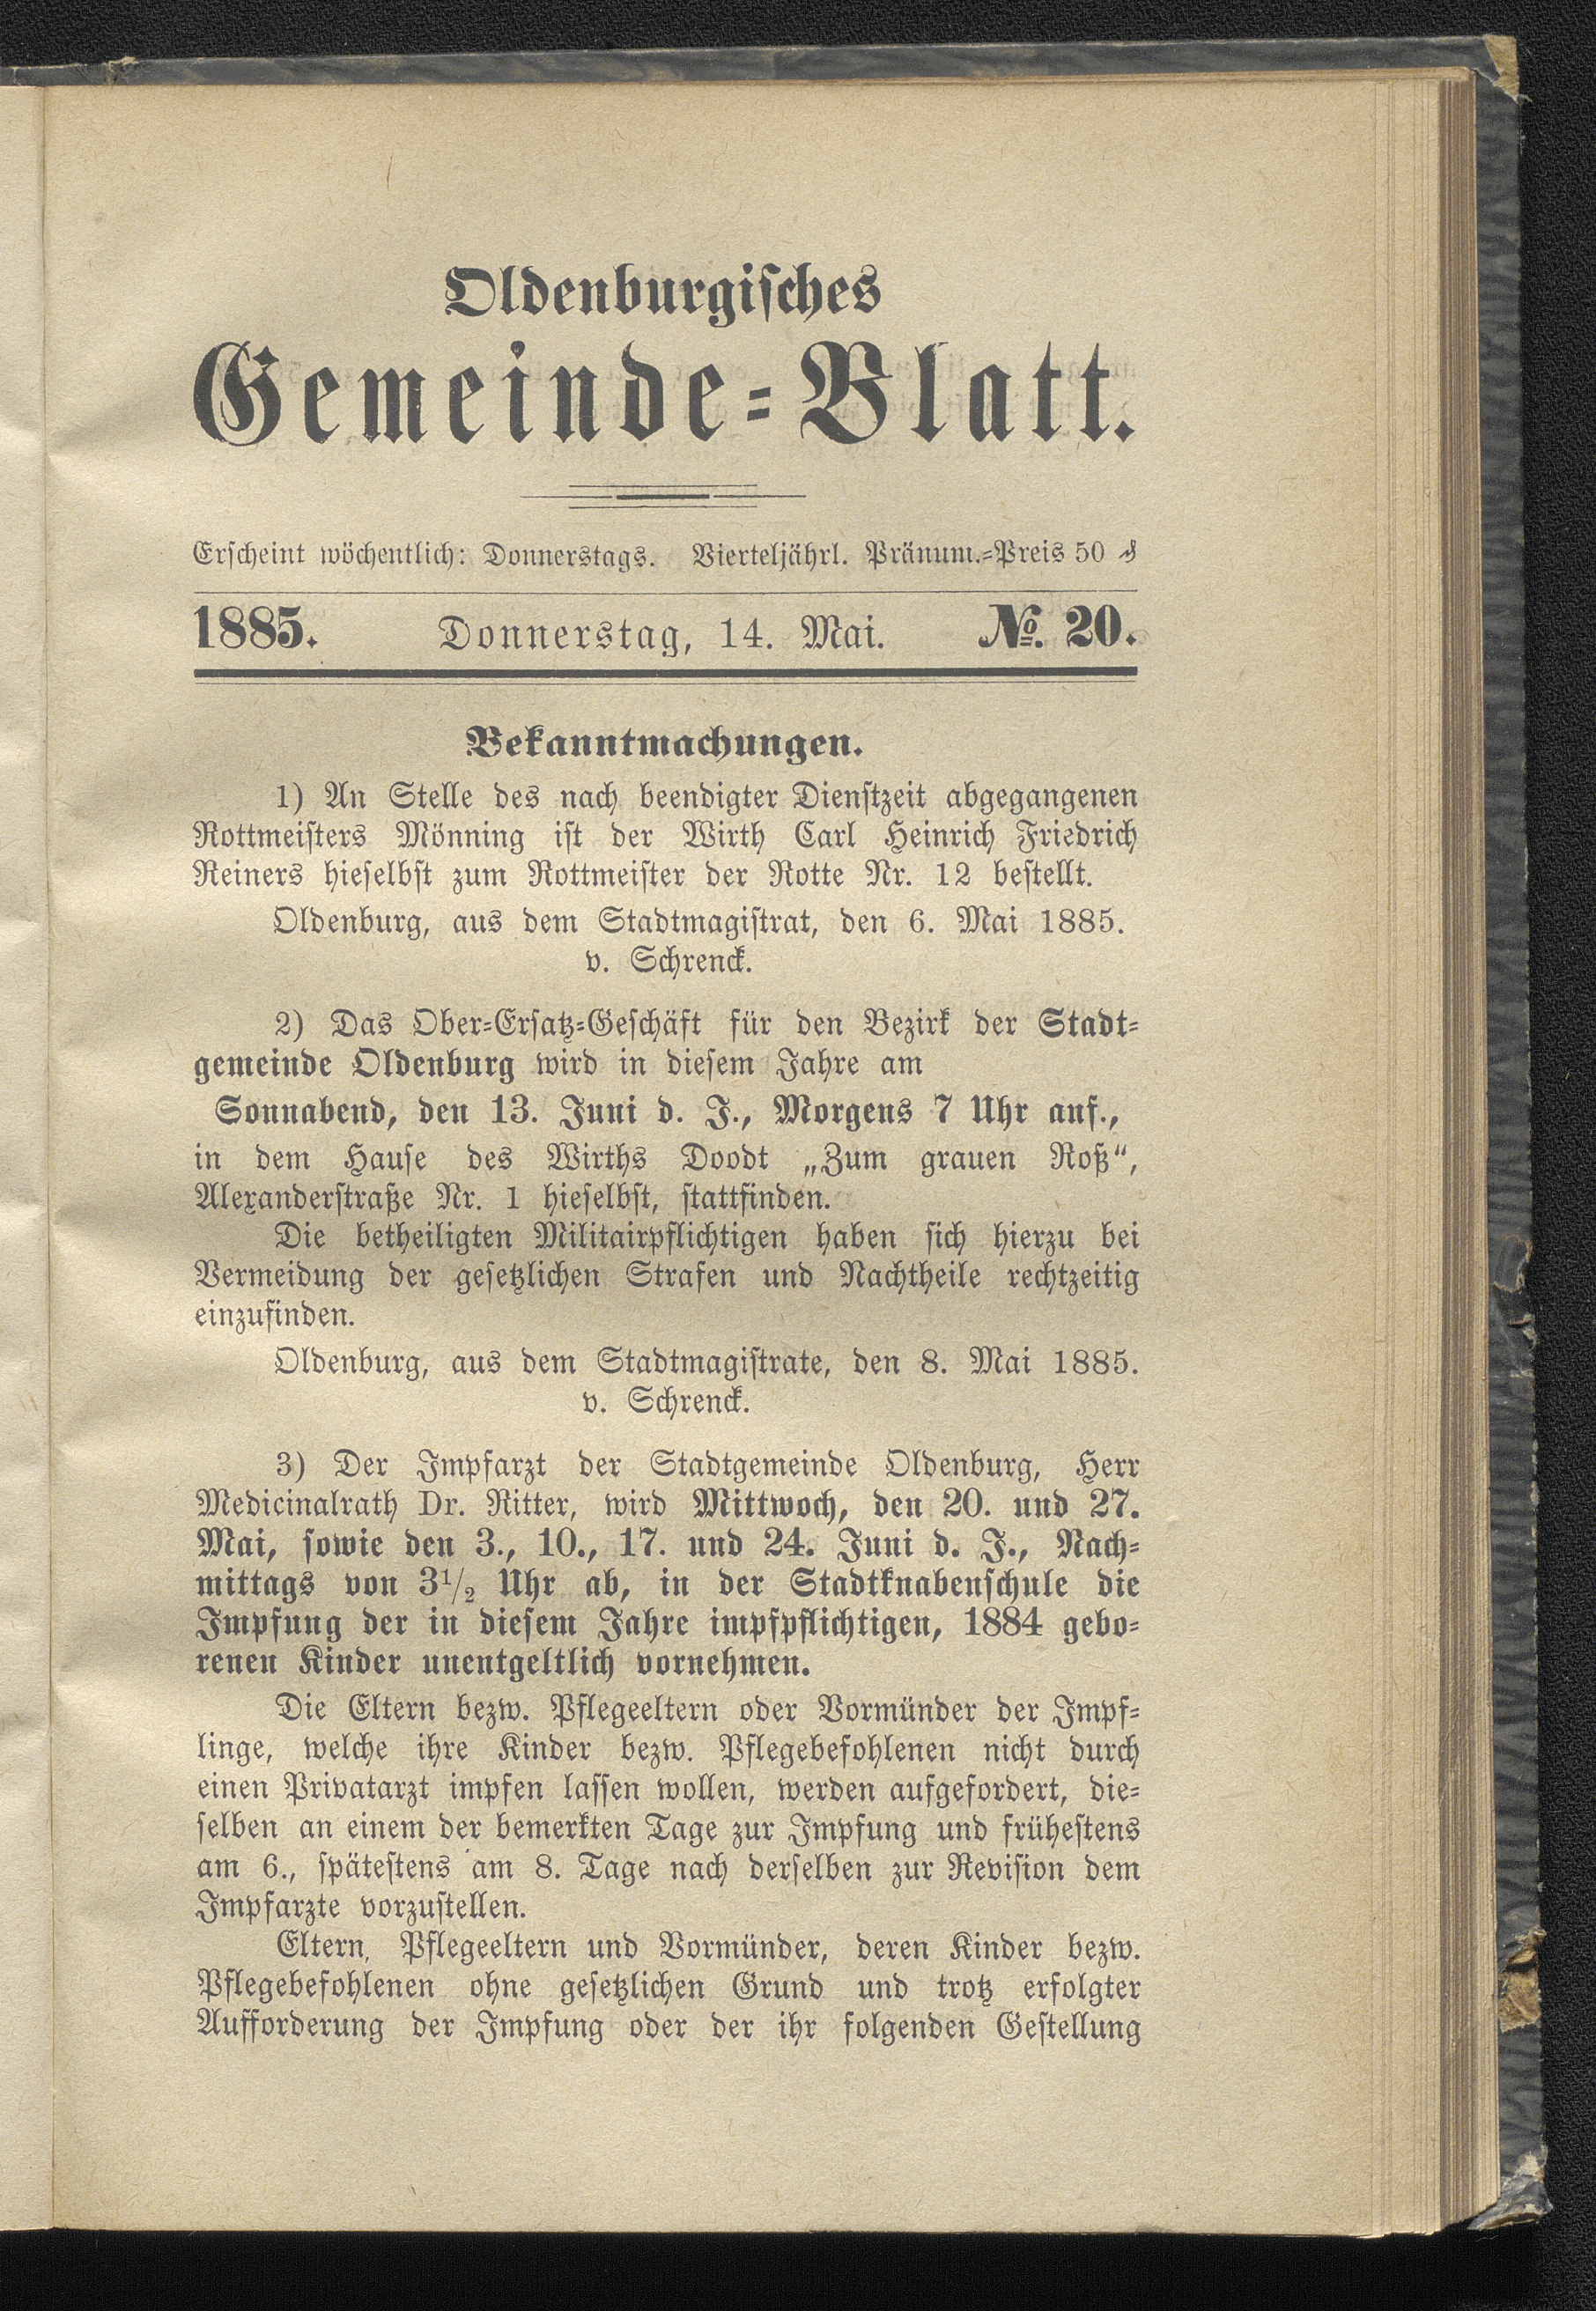 Oldenburgisches
Gemeinde-Blatt.
Erscheint wöchentlich: Donnerstags. Vierteljährl. Pränum.-Preis 50 ₰
1885. Donnerstag, 14. Mai. №. 20.
Bekanntmachungen.
1) An Stelle des nach beendigter Dienstzeit abgegangenen
Rottmeisters Mönning ist der Wirth Carl Heinrich Friedrich
Reiners hieselbst zum Rottmeister der Rotte Nr. 12 bestellt.
Oldenburg, aus dem Stadtmagistrat, den 6. Mai 1885.
v. Schrenck.
2) Das Ober-Ersatz-Geschäft für den Bezirk der Stadt-
gemeinde Oldenburg wird in diesem Jahre am
Sonnabend, den 13. Juni d. J., Morgens 7 Uhr anf.,
in dem Hause des Wirths Doodt „Zum grauen Roß“,
Alexanderstraße Nr. 1 hieselbst, stattfinden.
Die betheiligten Militairpflichtigen haben sich hierzu bei
Vermeidung der gesetzlichen Strafen und Nachtheile rechtzeitig
einzufinden.
Oldenburg, aus dem Stadtmagistrate, den 8. Mai 1885.
v. Schrenck.
3) Der Impfarzt der Stadtgemeinde Oldenburg, Herr
Medicinalrath Dr. Ritter, wird Mittwoch, den 20. und 27.
Mai, sowie den 3., 10., 17. und 24. Juni d. J., Nach-
mittags von 3½ Uhr ab, in der Stadtknabenschule die
Impfung der in diesem Jahre impfpflichtigen, 1884 gebo-
renen Kinder unentgeltlich vornehmen.
Die Eltern bezw. Pflegeeltern oder Vormünder der Impf-
linge, welche ihre Kinder bezw. Pflegebefohlenen nicht durch
einen Privatarzt impfen lassen wollen, werden aufgefordert, die-
selben an einem der bemerkten Tage zur Impfung und frühestens
am 6., spätestens am 8. Tage nach derselben zur Revision dem
Impfarzte vorzustellen.
Eltern, Pflegeeltern und Vormünder, deren Kinder bezw.
Pflegebefohlenen ohne gesetzlichen Grund und trotz erfolgter
Aufforderung der Impfung oder der ihr folgenden Gestellung